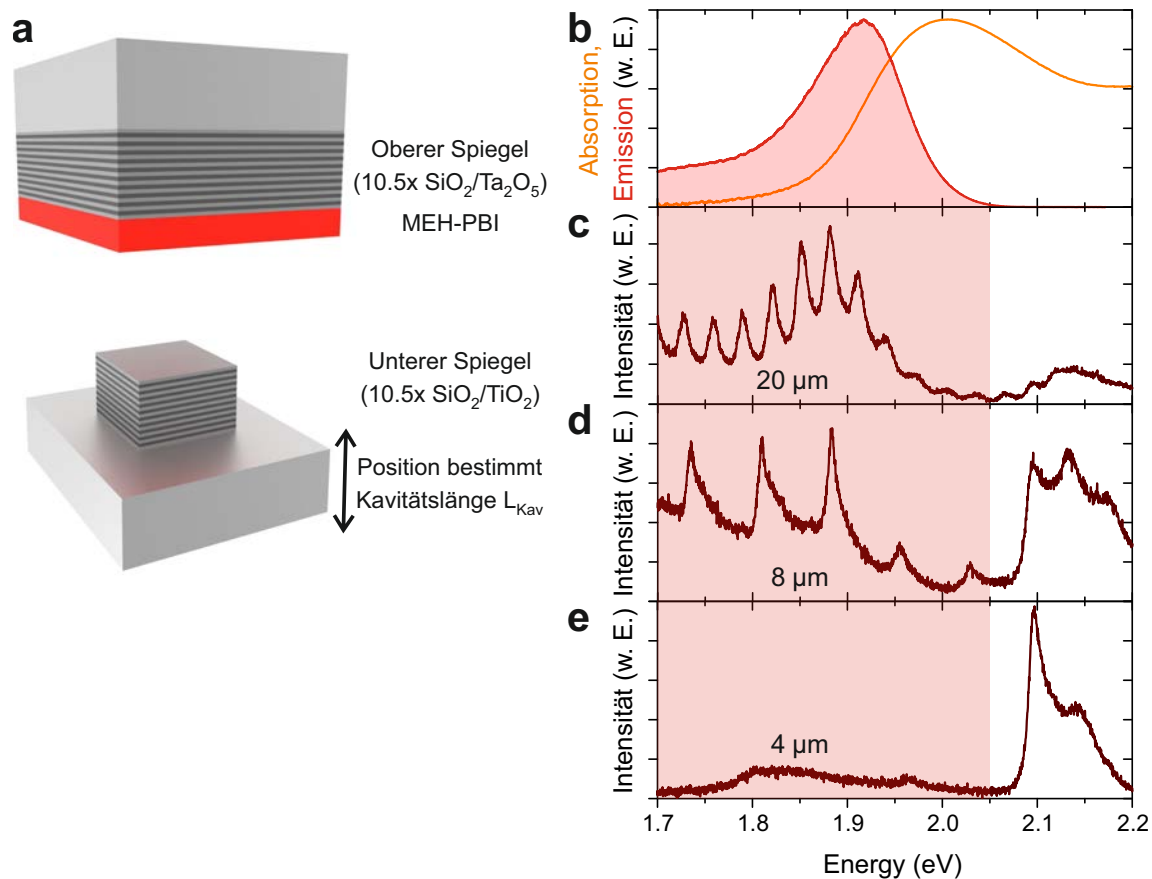 a
Oberer Spiegel
(10.5x SiO₂/Ta₂O₅)
MEH-PBI
Unterer Spiegel
(10.5x SiO₂/TiO₂)
Position bestimmt
Kavitätslänge L_Kav
b
Absorption,
Emission (w. E.)
c
Intensität (w. E.)
20 µm
d
Intensität (w. E.)
8 µm
e
Intensität (w. E.)
4 µm
1.7 1.8 1.9 2.0 2.1 2.2
Energy (eV)